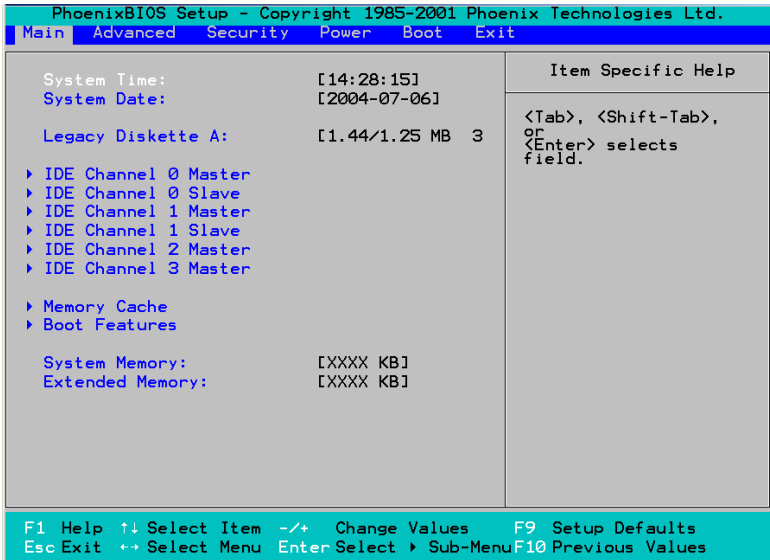 PhoenixBIOS Setup - Copyright 1985-2001 Phoenix Technologies Ltd.
Main Advanced Security Power Boot Exit
System Time: [14:28:15]
System Date: [2004-07-06]
Legacy Diskette A: [1.44/1.25 MB 3
IDE Channel 0 Master
IDE Channel 0 Slave
IDE Channel 1 Master
IDE Channel 1 Slave
IDE Channel 2 Master
IDE Channel 3 Master
Memory Cache
Boot Features
System Memory: [XXXX KB]
Extended Memory: [XXXX KB]
Item Specific Help
<Tab>, <Shift-Tab>,
or
<Enter> selects
field.
F1 Help ↑↓ Select Item -/+ Change Values F9 Setup Defaults
Esc Exit ↔ Select Menu Enter Select ▸ Sub-Menu F10 Previous Values